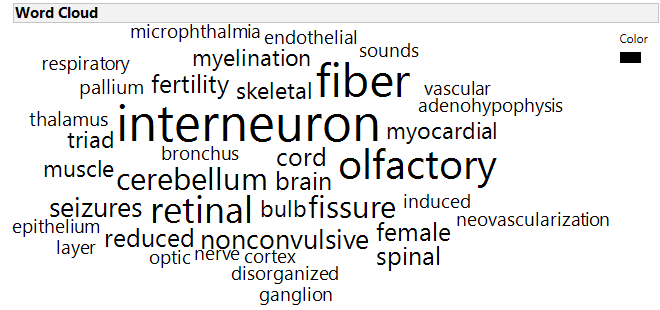 Word Cloud
microphthalmia
endothelial
Color
sounds
myelination
respiratory
fiber
pallium
fertility
skeletal
vascular
adenohypophysis
thalamus
interneuron
triad
myocardial
bronchus
cord
olfactory
muscle
cerebellum
brain
seizures
retinal
bulb
fissure
induced
neovascularization
epithelium
layer
reduced
nonconvulsive
female
optic
nerve
cortex
spinal
disorganized
ganglion